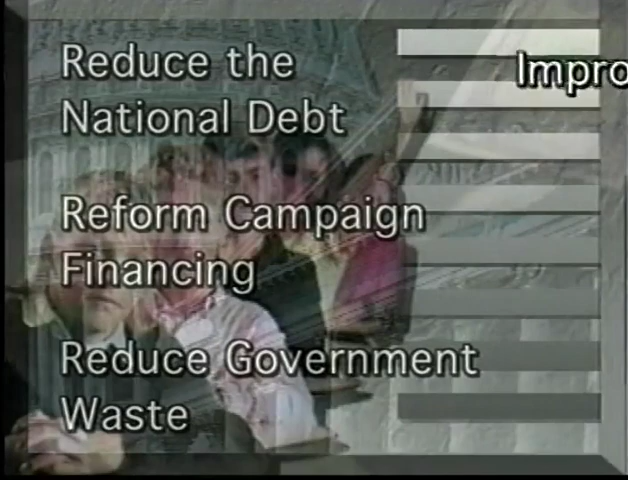 Reduce the
National Debt
Impro
Reform Campaign
Financing
Reduce Government
Waste